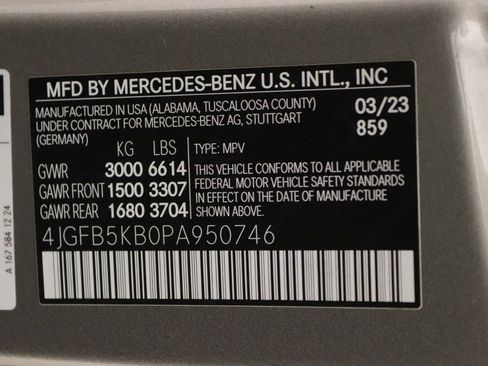 MFD BY MERCEDES-BENZ U.S. INTL., INC
MANUFACTURED IN USA (ALABAMA, TUSCALOOSA COUNTY)
UNDER CONTRACT FOR MERCEDES-BENZ AG, STUTTGART
(GERMANY)
03/23
859
KG LBS
GVWR 3000 6614
GAWR FRONT 1500 3307
GAWR REAR 1680 3704
TYPE: MPV
THIS VEHICLE CONFORMS TO ALL APPLICABLE
FEDERAL MOTOR VEHICLE SAFETY STANDARDS
IN EFFECT ON THE DATE OF MANUFACTURE
SHOWN ABOVE.
4JGFB5KB0PA950746
A 167 584 12 24